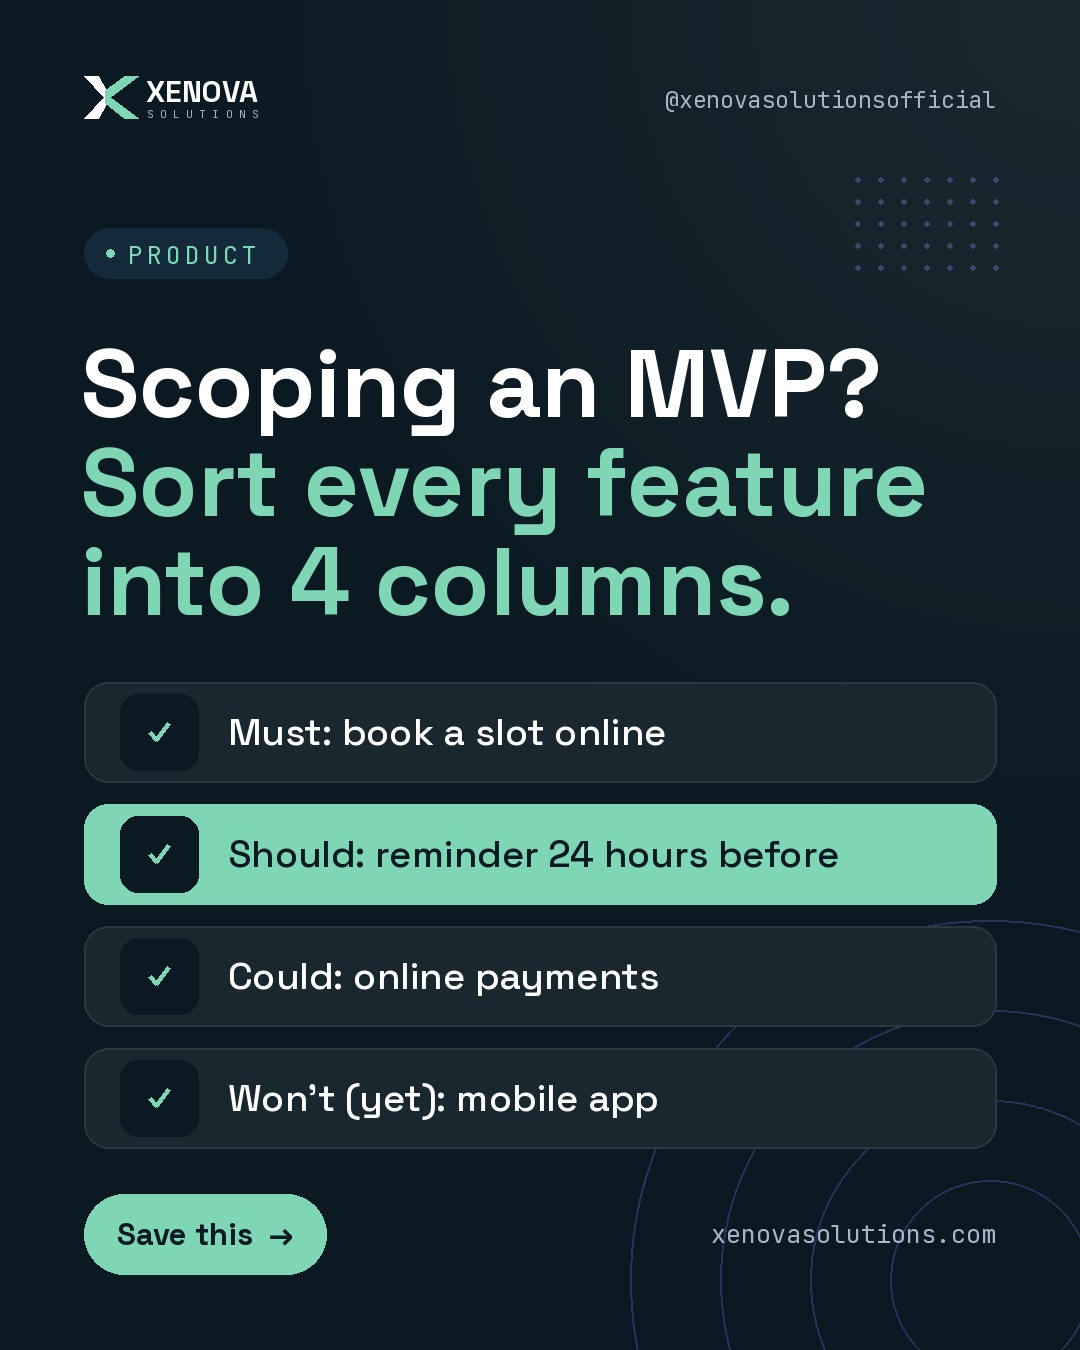 XENOVA
SOLUTIONS
@xenovasolutionsofficial
PRODUCT
Scoping an MVP?
Sort every feature
into 4 columns.
Must: book a slot online
Should: reminder 24 hours before
Could: online payments
Won’t (yet): mobile app
Save this →
xenovasolutions.com